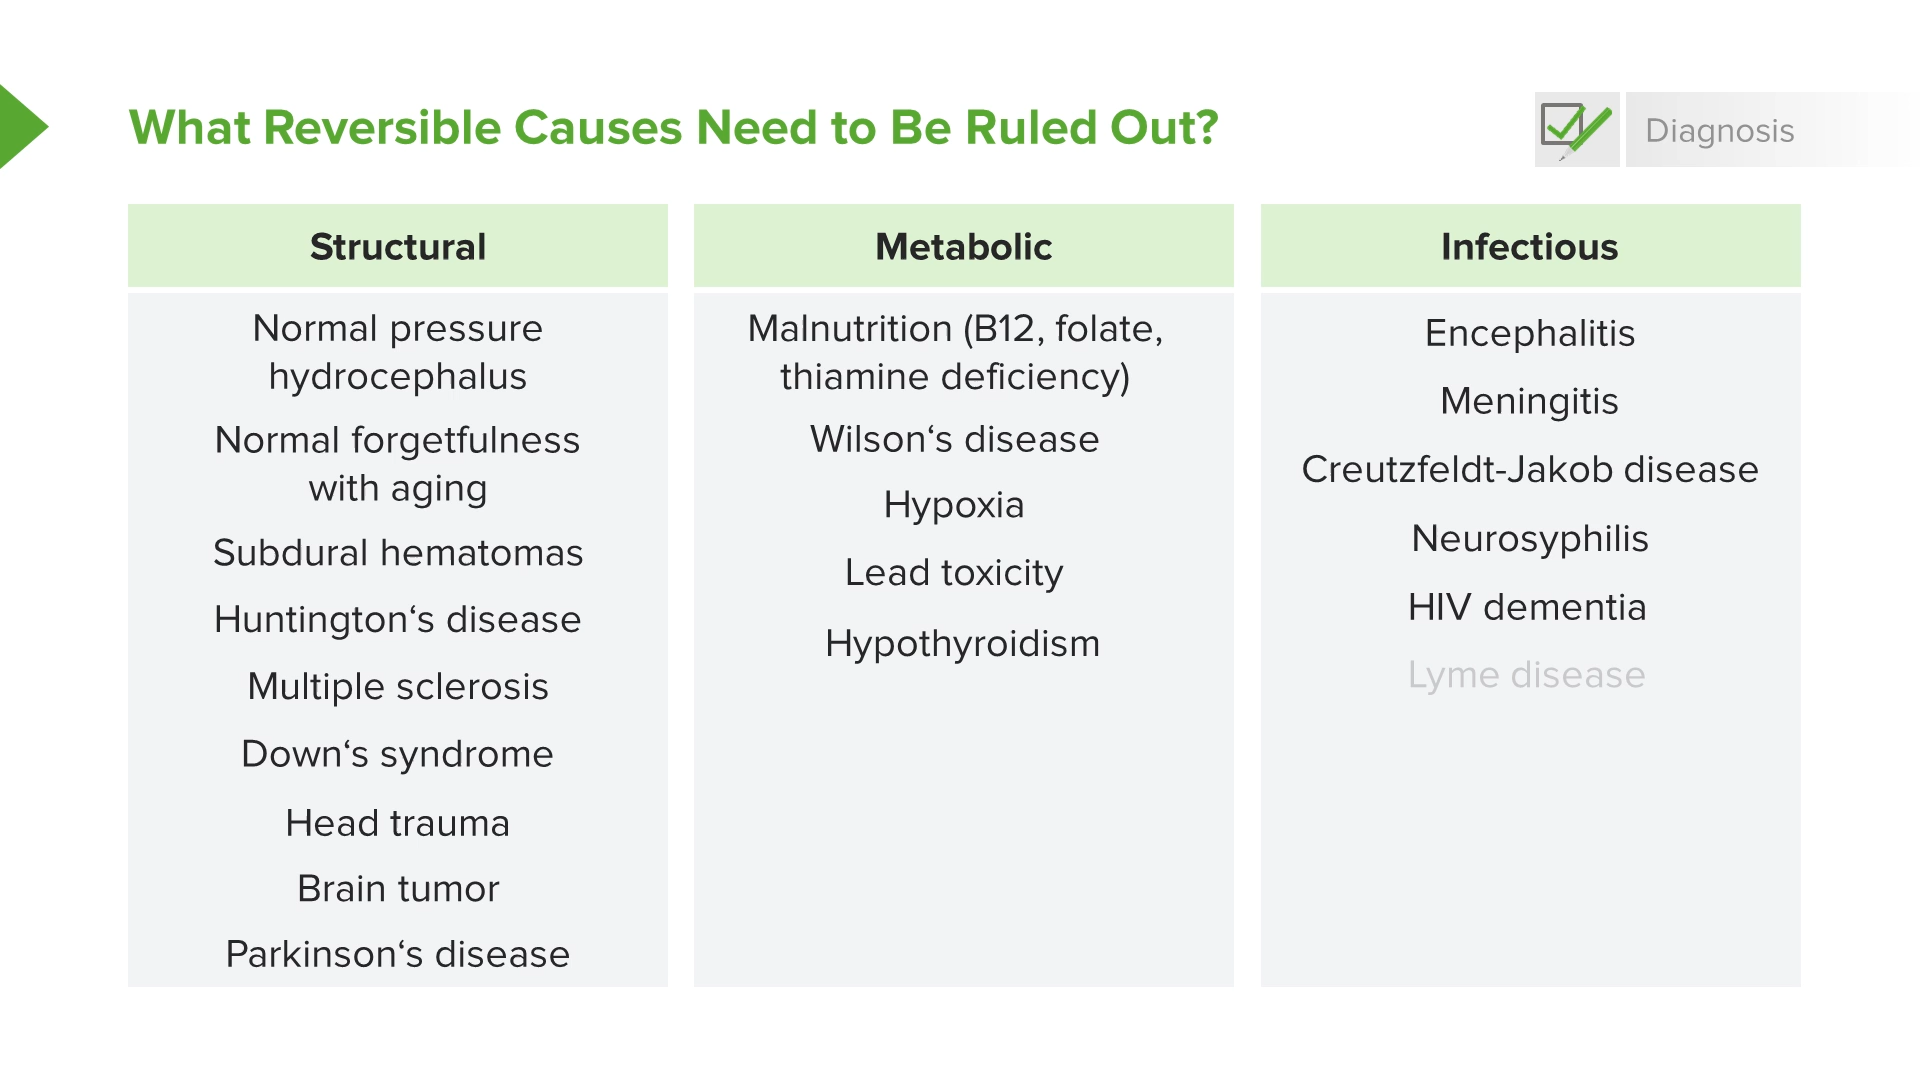 What Reversible Causes Need to Be Ruled Out?
Diagnosis
Structural
Normal pressure
hydrocephalus
Normal forgetfulness
with aging
Subdural hematomas
Huntington‘s disease
Multiple sclerosis
Down‘s syndrome
Head trauma
Brain tumor
Parkinson‘s disease
Metabolic
Malnutrition (B12, folate,
thiamine deficiency)
Wilson‘s disease
Hypoxia
Lead toxicity
Hypothyroidism
Infectious
Encephalitis
Meningitis
Creutzfeldt-Jakob disease
Neurosyphilis
HIV dementia
Lyme disease